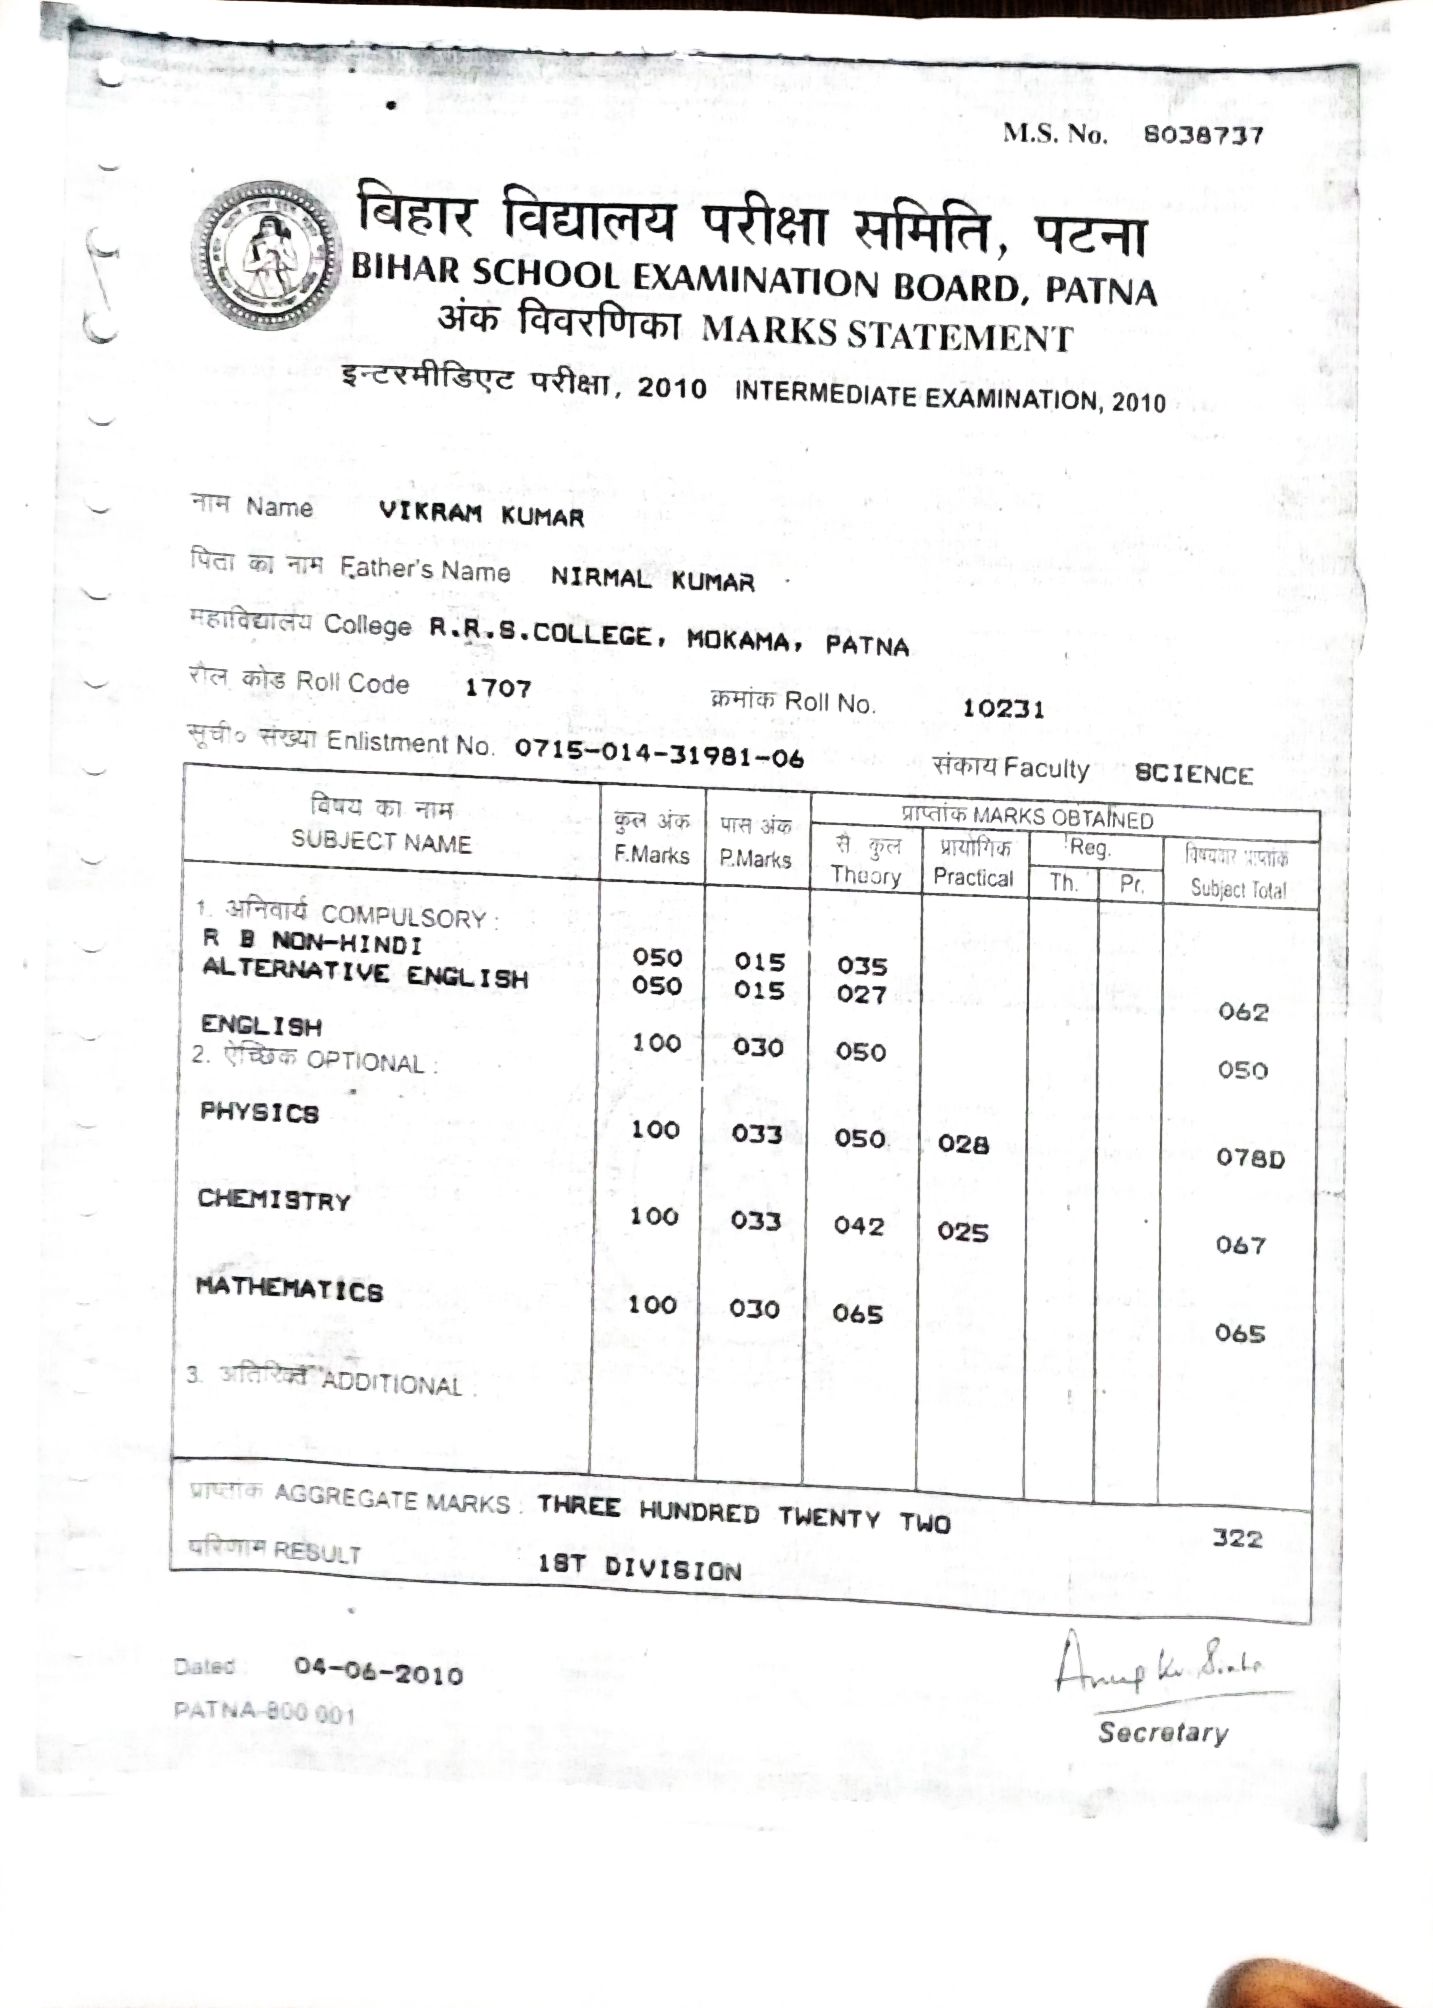 M.S. No. 8038737
बिहार विद्यालय परीक्षा समिति, पटना
BIHAR SCHOOL EXAMINATION BOARD, PATNA
अंक विवरणिका MARKS STATEMENT
इन्टरमीडिएट परीक्षा, 2010 INTERMEDIATE EXAMINATION, 2010
नाम Name VIKRAM KUMAR
पिता का नाम Father's Name NIRMAL KUMAR
महाविद्यालय College R.R.S.COLLEGE, MOKAMA, PATNA
रौल कोड Roll Code 1707 क्रमांक Roll No. 10231
सूची० संख्या Enlistment No. 0715-014-31981-06 संकाय Faculty SCIENCE
विषय का नाम कुल अंक पास अंक प्राप्तांक MARKS OBTAINED
SUBJECT NAME F.Marks P.Marks सै. कुल Theory प्रायोगिक Practical Reg. Th. Pr. विषयवार प्राप्तांक Subject Total
1. अनिवार्य COMPULSORY :
R B NON-HINDI 050 015 035
ALTERNATIVE ENGLISH 050 015 027 062
ENGLISH 100 030 050 050
2. ऐच्छिक OPTIONAL :
PHYSICS 100 033 050 028 078D
CHEMISTRY 100 033 042 025 067
MATHEMATICS 100 030 065 065
3. अतिरिक्त ADDITIONAL :
प्राप्तांक AGGREGATE MARKS : THREE HUNDRED TWENTY TWO 322
परिणाम RESULT : 1ST DIVISION
Dated : 04-06-2010
PATNA-800 001
Anup Kr. Sinha
Secretary